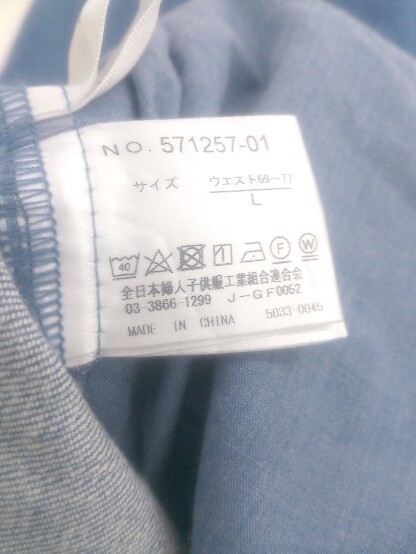 NO. 571257-01
サイズ ウエスト69～77
L
40 F W
全日本婦人子供服工業組合連合会
03-3866-1299 J-GF0052
MADE IN CHINA 5033-0045